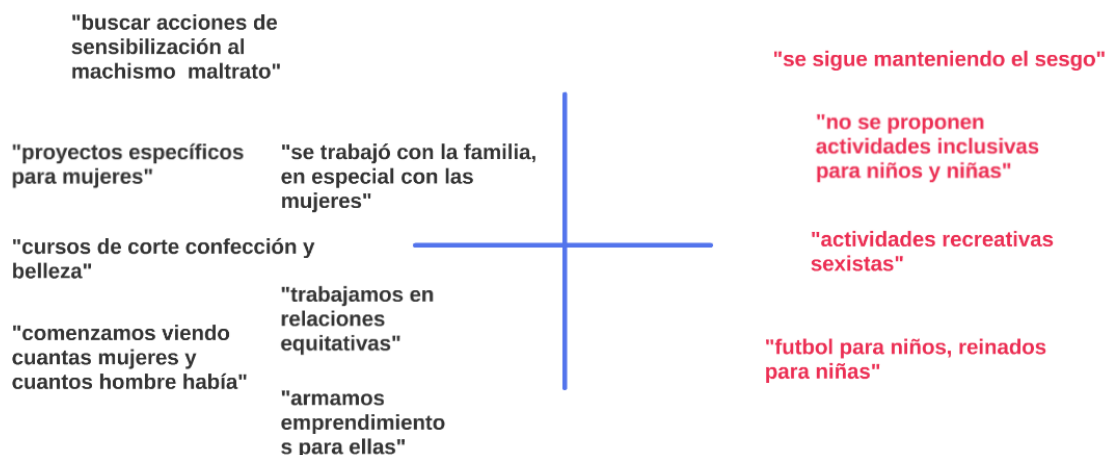 "buscar acciones de
sensibilización al
machismo  maltrato"
"proyectos específicos
para mujeres"
"se trabajó con la familia,
en especial con las
mujeres"
"cursos de corte confección y
belleza"
"trabajamos en
relaciones
equitativas"
"comenzamos viendo
cuantas mujeres y
cuantos hombre había"
"armamos
emprendimiento
s para ellas"
"se sigue manteniendo el sesgo"
"no se proponen
actividades inclusivas
para niños y niñas"
"actividades recreativas
sexistas"
"futbol para niños, reinados
para niñas"